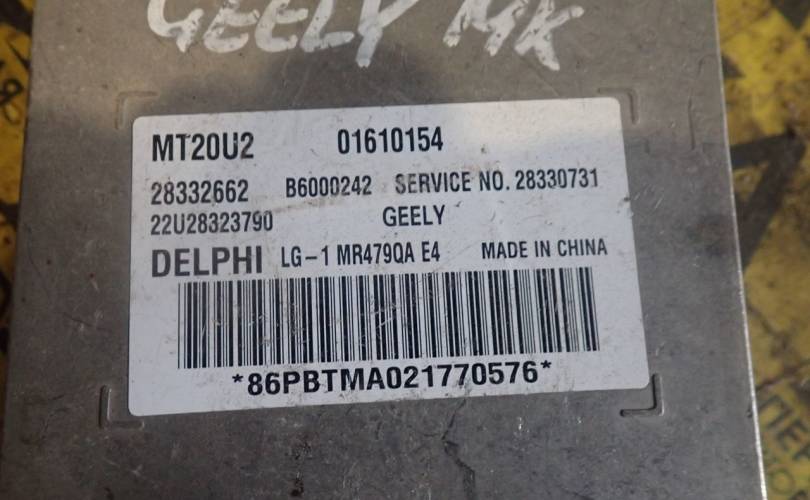 GEELY MK
MT20U2 01610154
28332662 B6000242 SERVICE NO. 28330731
22U28323790 GEELY
DELPHI LG-1 MR479QA E4 MADE IN CHINA
*86PBTMA021770576*